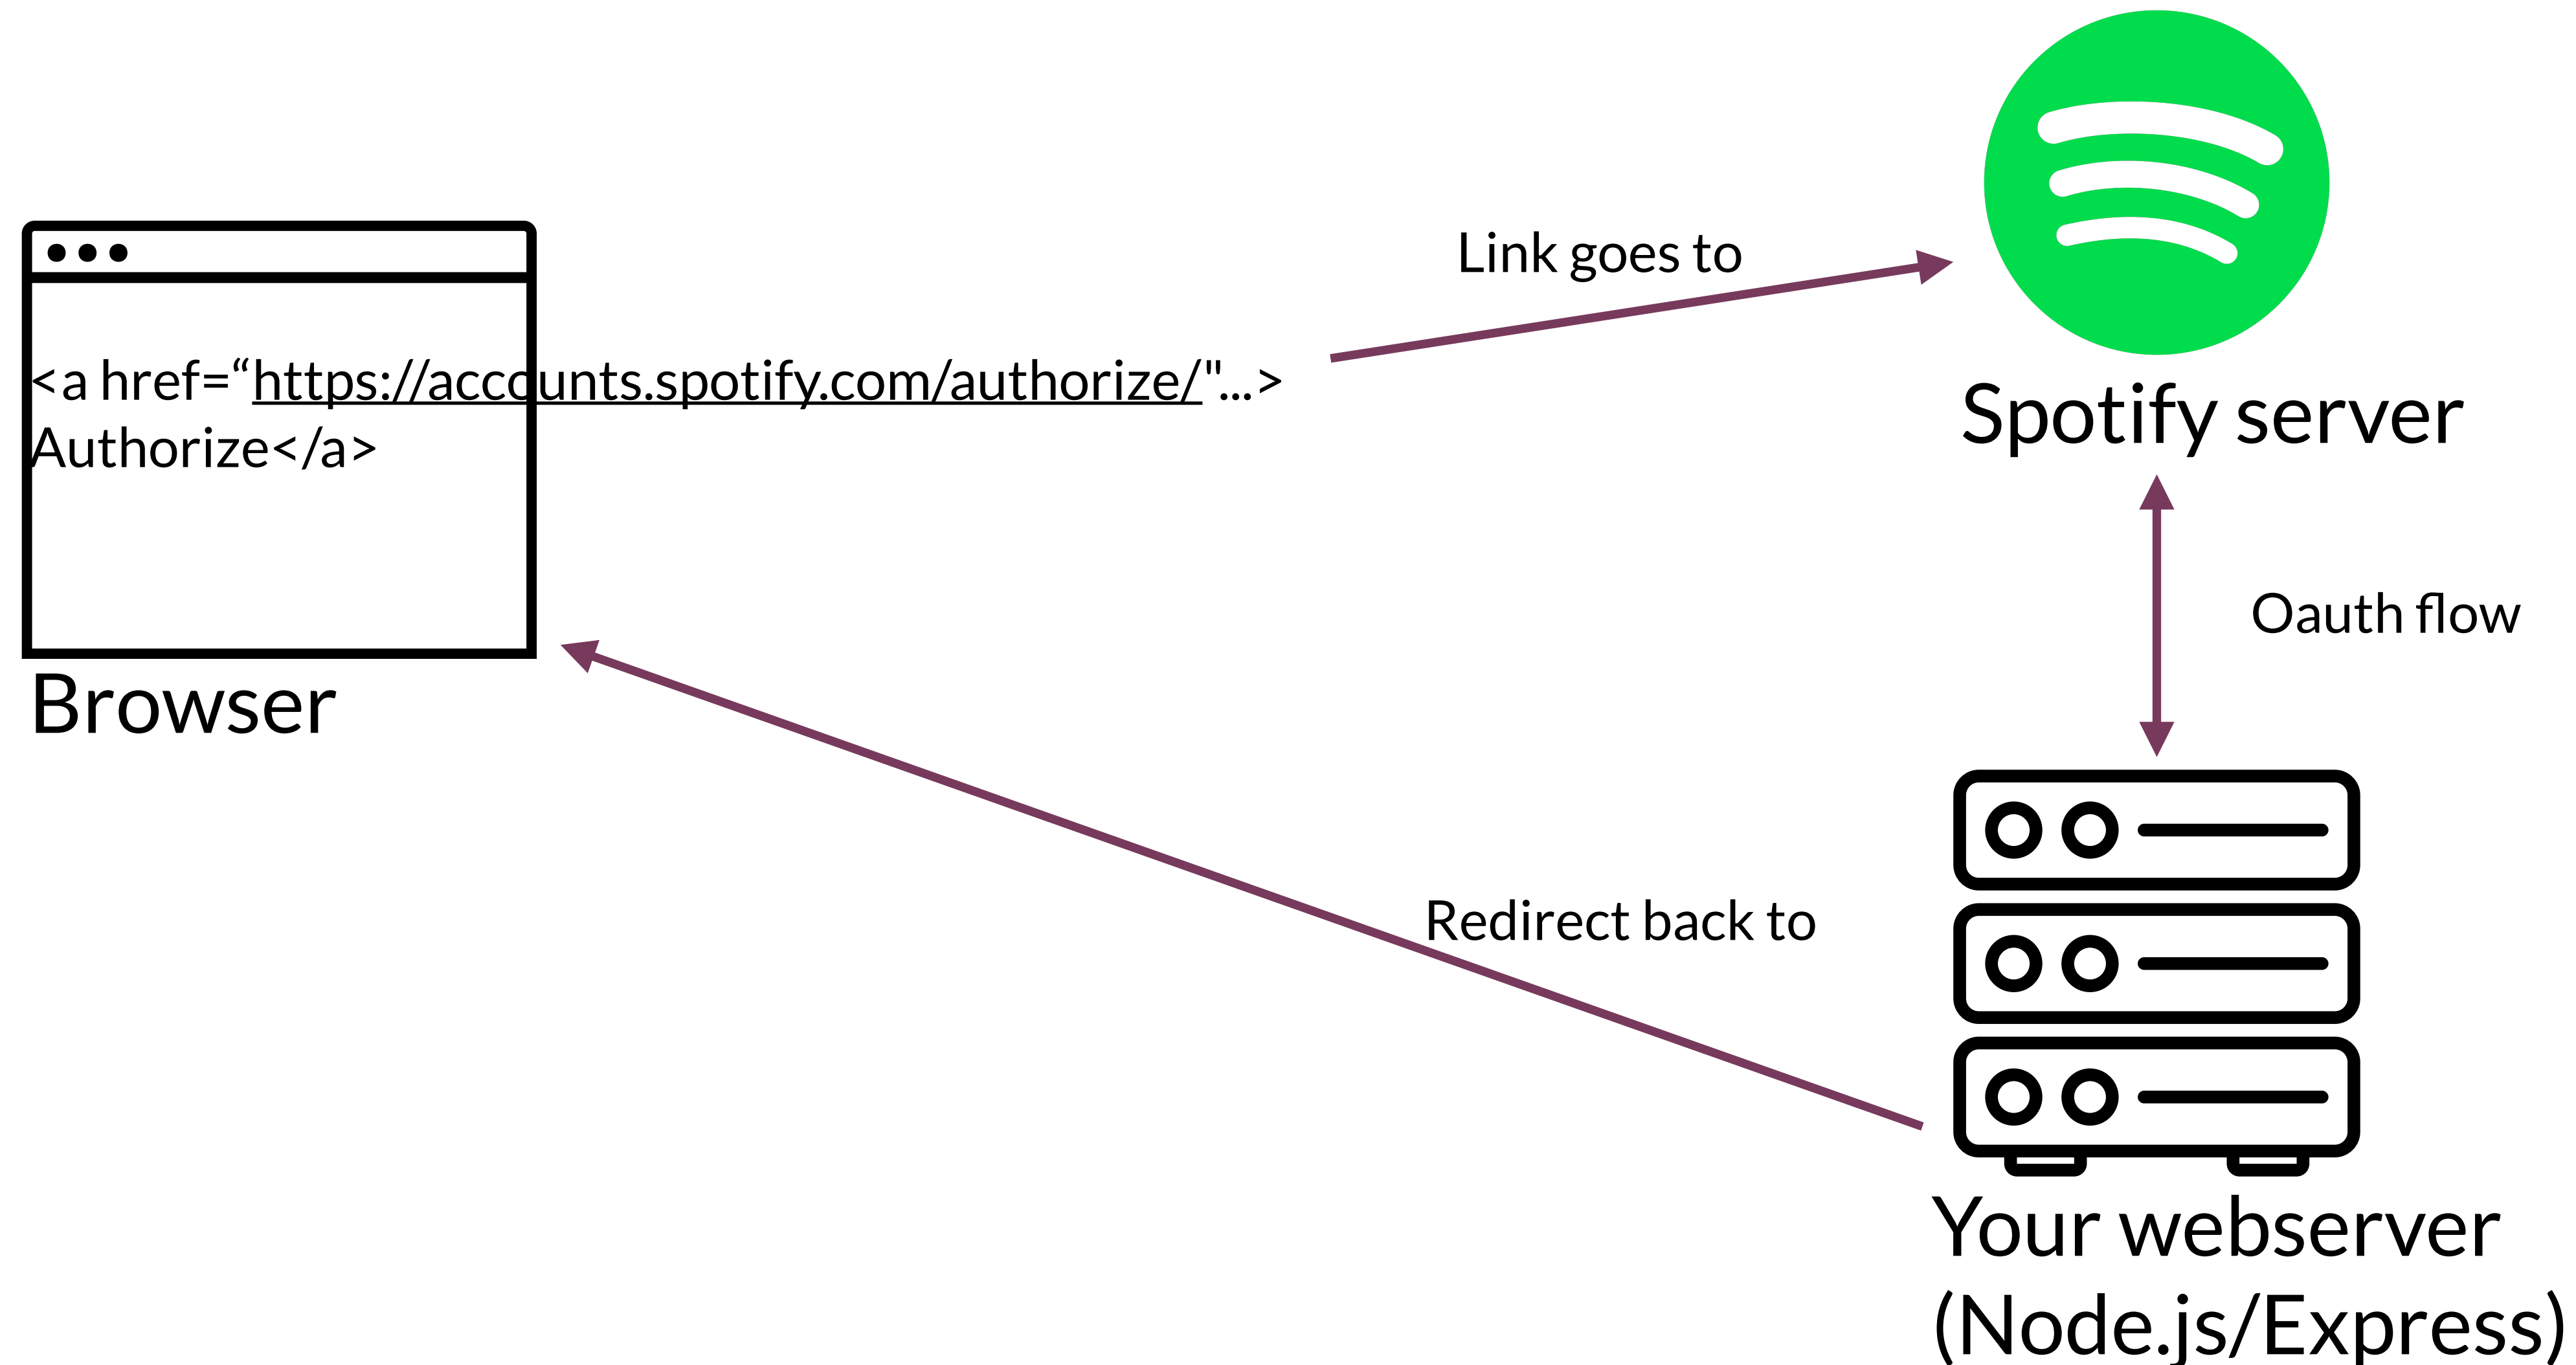 Link goes to
<a href=“https://accounts.spotify.com/authorize/"...>
Authorize</a>
Spotify server
Oauth flow
Browser
Redirect back to
Your webserver
(Node.js/Express)